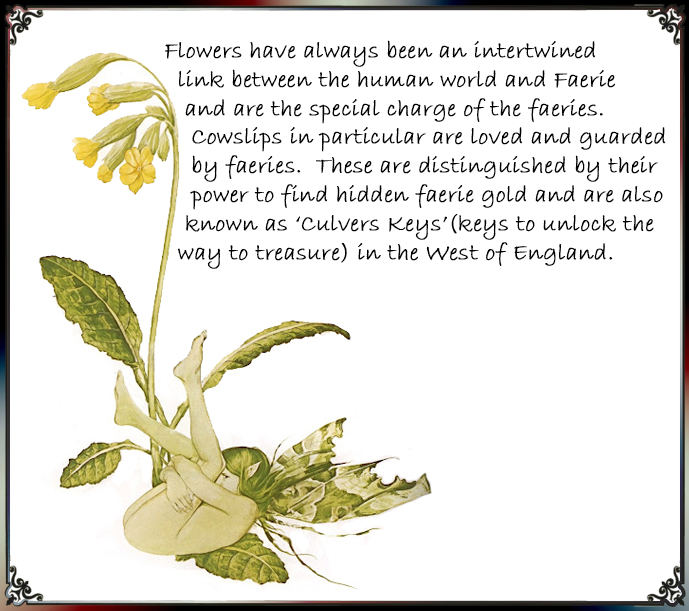 Flowers have always been an intertwined
link between the human world and Faerie
and are the special charge of the faeries.
Cowslips in particular are loved and guarded
by faeries. These are distinguished by their
power to find hidden faerie gold and are also
known as ‘Culvers Keys’ (keys to unlock the
way to treasure) in the West of England.